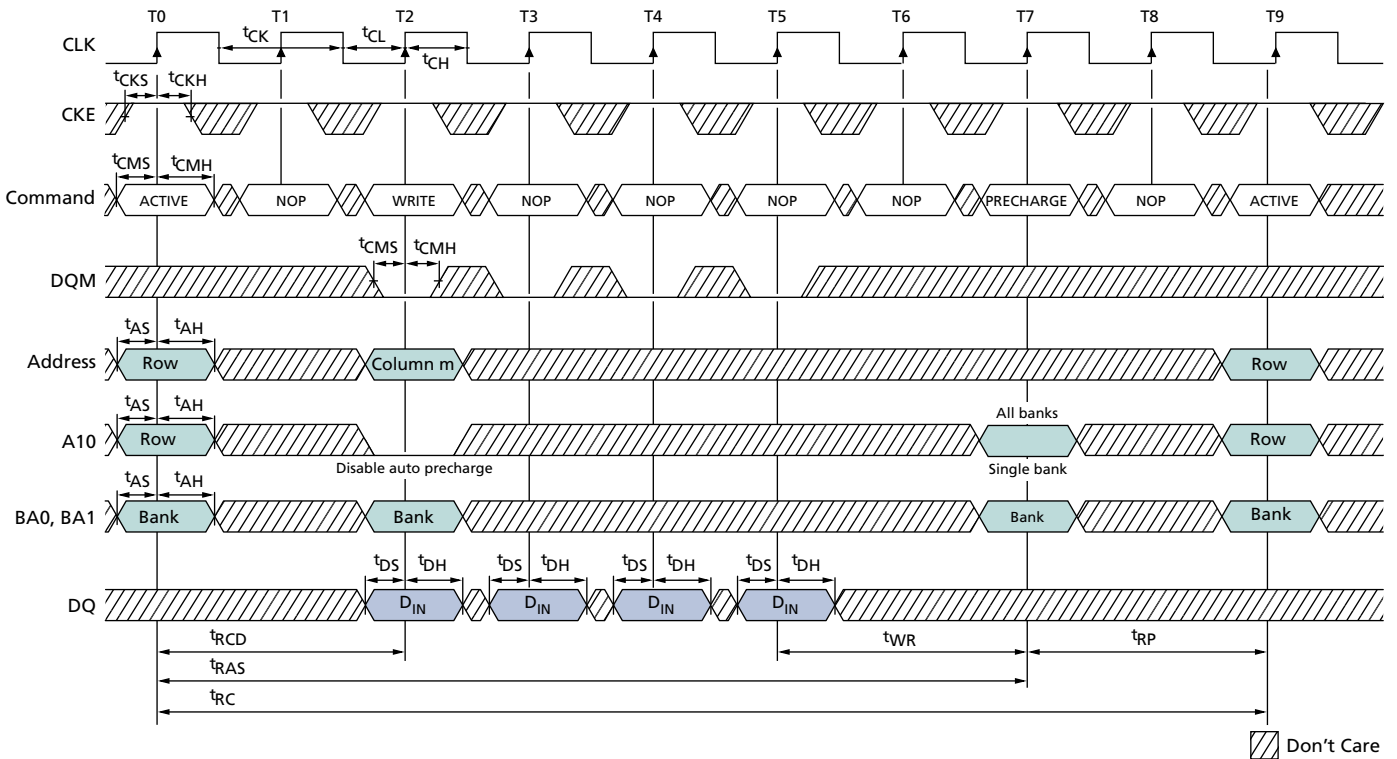 T0 T1 T2 T3 T4 T5 T6 T7 T8 T9
CLK
tCK tCL
tCH
tCKS tCKH
CKE
tCMS tCMH
Command ACTIVE NOP WRITE NOP NOP NOP NOP PRECHARGE NOP ACTIVE
tCMS tCMH
DQM
tAS tAH
Address Row Column m Row
tAS tAH All banks
A10 Row Row
Disable auto precharge Single bank
tAS tAH
BA0, BA1 Bank Bank Bank Bank
tDS tDH tDS tDH tDS tDH tDS tDH
DQ DIN DIN DIN DIN
tRCD tWR tRP
tRAS
tRC
Don't Care